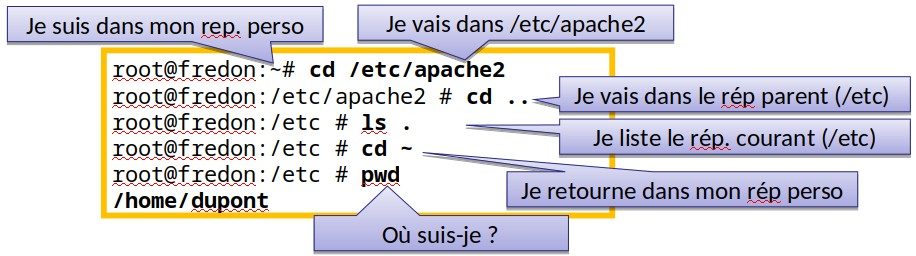 Je suis dans mon rep. perso
Je vais dans /etc/apache2
root@fredon:~# cd /etc/apache2
root@fredon:/etc/apache2 # cd ..
Je vais dans le rép parent (/etc)
root@fredon:/etc # ls .
Je liste le rép. courant (/etc)
root@fredon:/etc # cd ~
root@fredon:/etc # pwd
Je retourne dans mon rép perso
/home/dupont
Où suis-je ?